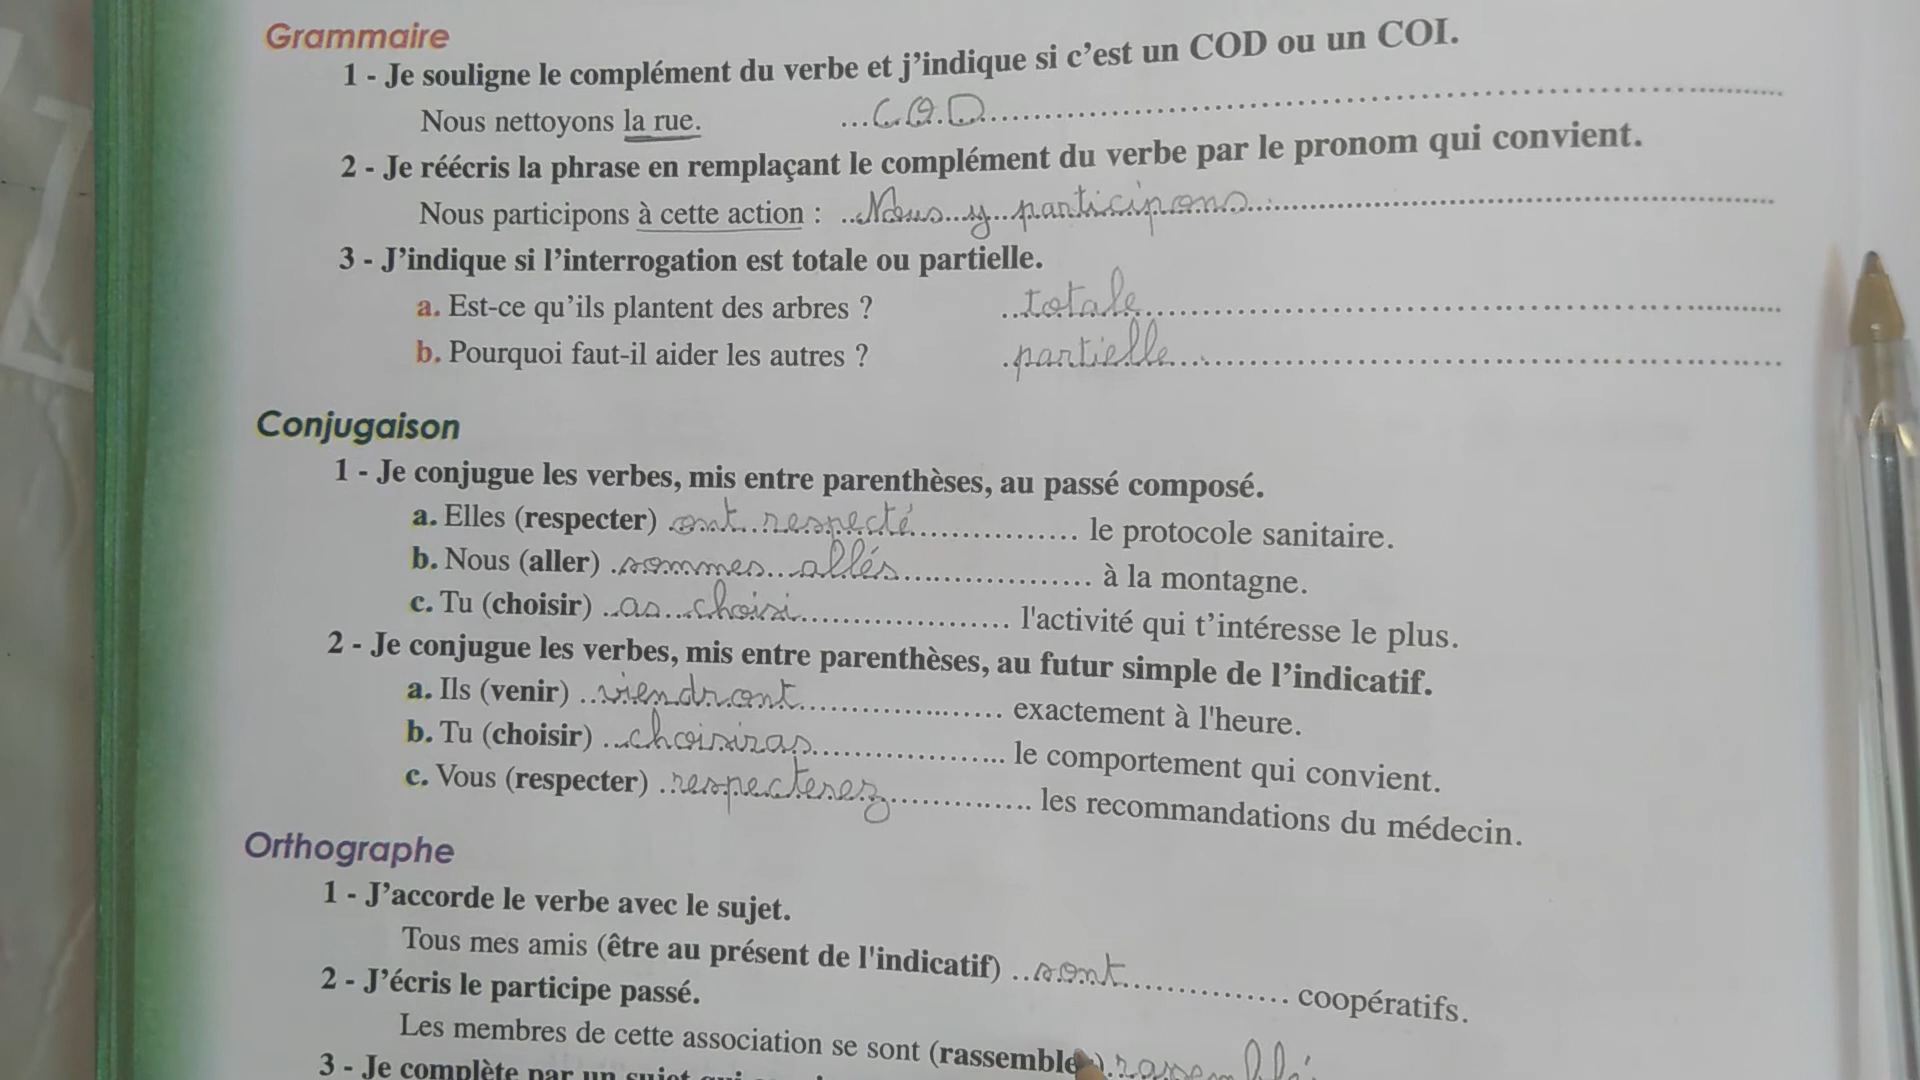 Grammaire
1 - Je souligne le complément du verbe et j'indique si c'est un COD ou un COI.
Nous nettoyons la rue. ...C.O.D...
2 - Je réécris la phrase en remplaçant le complément du verbe par le pronom qui convient.
Nous participons à cette action : ..Nous y participons...
3 - J'indique si l'interrogation est totale ou partielle.
a. Est-ce qu'ils plantent des arbres ? ..totale...
b. Pourquoi faut-il aider les autres ? .partielle...
Conjugaison
1 - Je conjugue les verbes, mis entre parenthèses, au passé composé.
a. Elles (respecter) ont respecté... le protocole sanitaire.
b. Nous (aller) .sommes allés... à la montagne.
c. Tu (choisir) ..as choisi... l'activité qui t'intéresse le plus.
2 - Je conjugue les verbes, mis entre parenthèses, au futur simple de l'indicatif.
a. Ils (venir) ..viendront... exactement à l'heure.
b. Tu (choisir) ...choisiras... le comportement qui convient.
c. Vous (respecter) .respecterez... les recommandations du médecin.
Orthographe
1 - J'accorde le verbe avec le sujet.
Tous mes amis (être au présent de l'indicatif) ..sont... coopératifs.
2 - J'écris le participe passé.
Les membres de cette association se sont (rassemble
3 - Je complète par un sujet qui